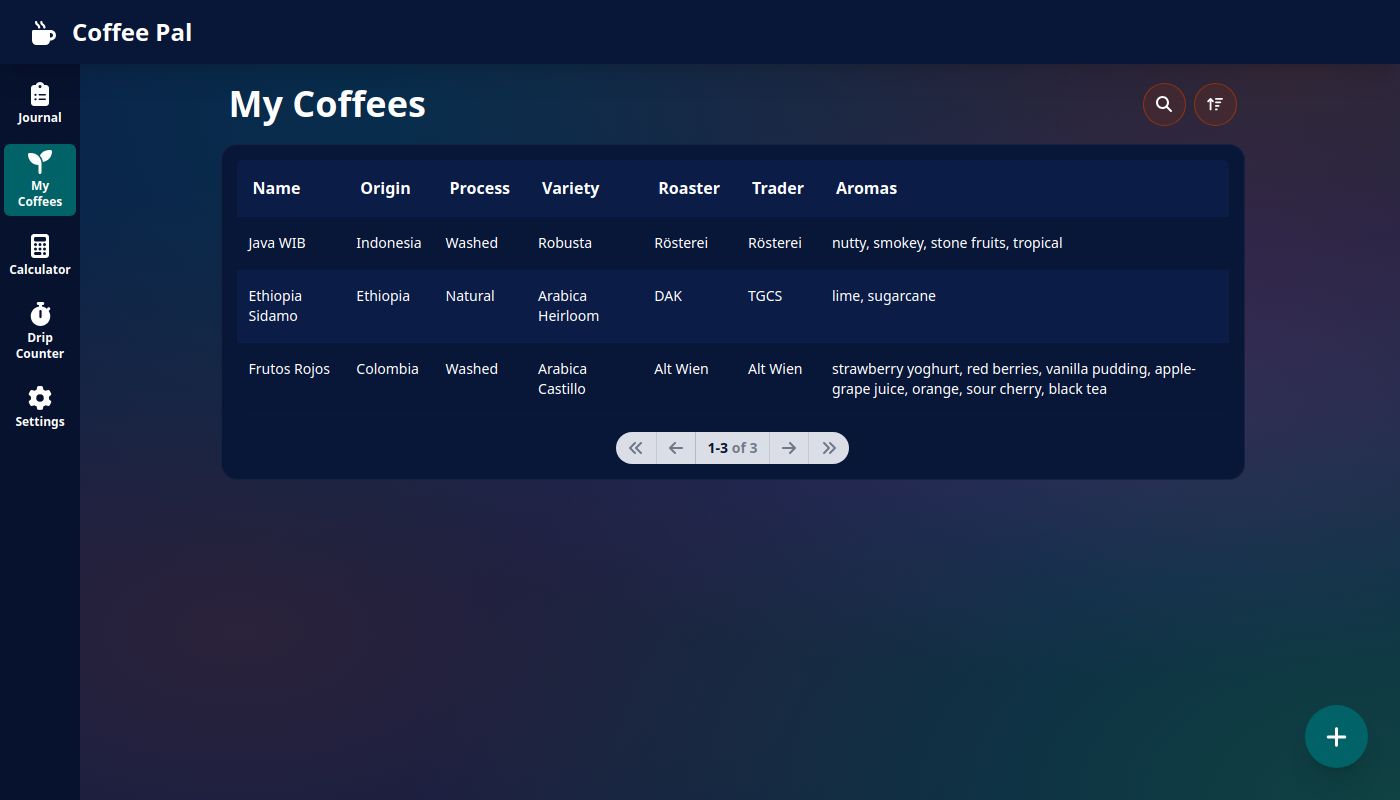 Coffee Pal
Journal
My
Coffees
Calculator
Drip
Counter
Settings
My Coffees
Name Origin Process Variety Roaster Trader Aromas
Java WIB Indonesia Washed Robusta Rösterei Rösterei nutty, smokey, stone fruits, tropical
Ethiopia Ethiopia Natural Arabica DAK TGCS lime, sugarcane
Sidamo Heirloom
Frutos Rojos Colombia Washed Arabica Alt Wien Alt Wien strawberry yoghurt, red berries, vanilla pudding, apple-
Castillo grape juice, orange, sour cherry, black tea
1-3 of 3